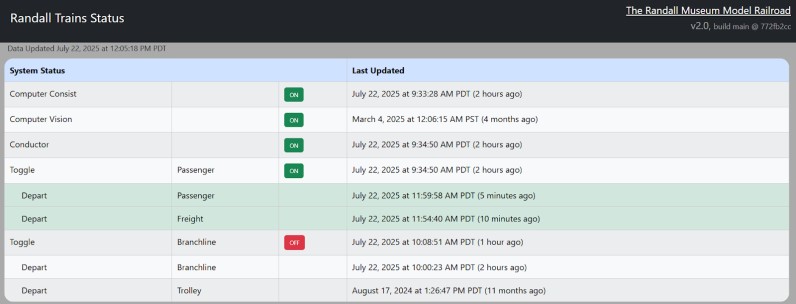 Randall Trains Status
The Randall Museum Model Railroad
v2.0, build main @ 772fb2cc
Data Updated July 22, 2025 at 12:05:18 PM PDT
System Status Last Updated
Computer Consist ON July 22, 2025 at 9:33:28 AM PDT (2 hours ago)
Computer Vision ON March 4, 2025 at 12:06:15 AM PST (4 months ago)
Conductor ON July 22, 2025 at 9:34:50 AM PDT (2 hours ago)
Toggle Passenger ON July 22, 2025 at 9:34:50 AM PDT (2 hours ago)
Depart Passenger July 22, 2025 at 11:59:58 AM PDT (5 minutes ago)
Depart Freight July 22, 2025 at 11:54:40 AM PDT (10 minutes ago)
Toggle Branchline OFF July 22, 2025 at 10:08:51 AM PDT (1 hour ago)
Depart Branchline July 22, 2025 at 10:00:23 AM PDT (2 hours ago)
Depart Trolley August 17, 2024 at 1:26:47 PM PDT (11 months ago)